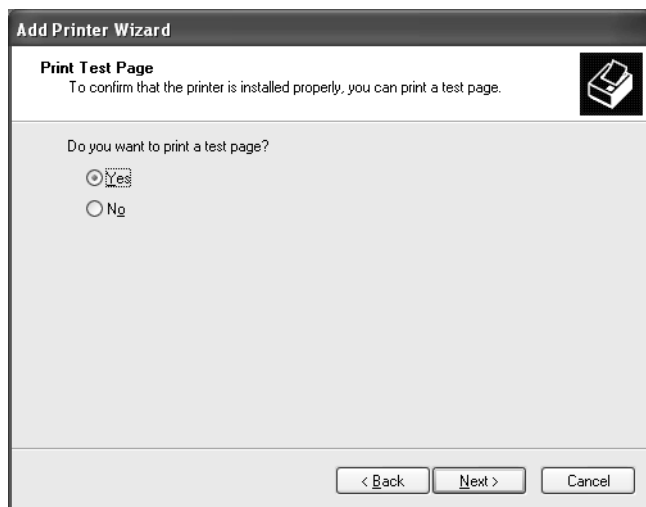 Add Printer Wizard
Print Test Page
To confirm that the printer is installed properly, you can print a test page.
Do you want to print a test page?
Yes
No
< Back
Next >
Cancel